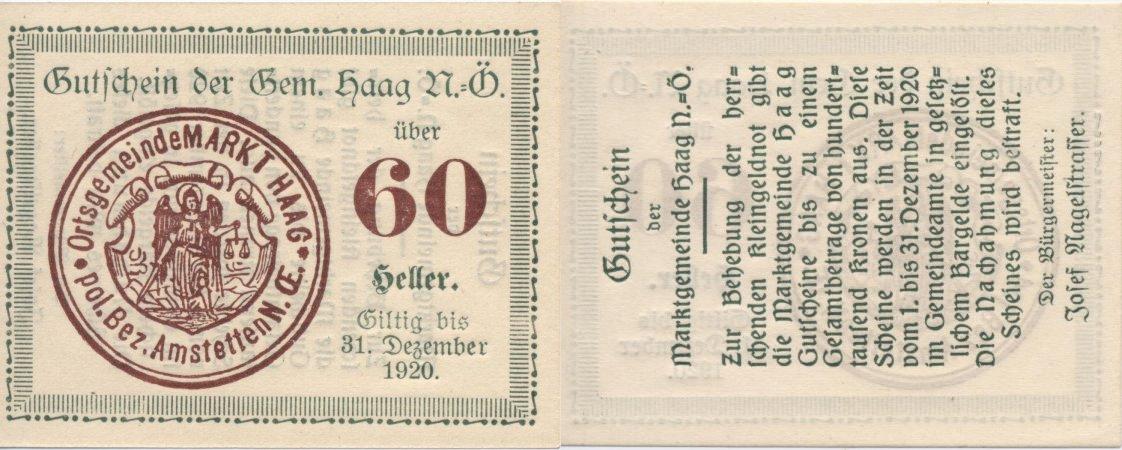 Gutschein der Gem. Haag N.-Ö.
über
60
Heller.
Giltig bis
31. Dezember
1920.
Ortsgemeinde MARKT HAAG
pol. Bez. Amstetten N. Œ.
Gutschein
der
Marktgemeinde Haag N.-Ö.
Zur Behebung der herr-
schenden Kleingeldnot gibt
die Marktgemeinde Haag
Gutscheine bis zu einem
Gesamtbetrage von hundert-
tausend Kronen aus. Diese
Scheine werden in der Zeit
vom 1. bis 31. Dezember 1920
im Gemeindeamte in gesetz-
lichem Bargelde eingelöst.
Die Nachahmung dieses
Scheines wird bestraft.
Der Bürgermeister:
Josef Nagelstrasser.